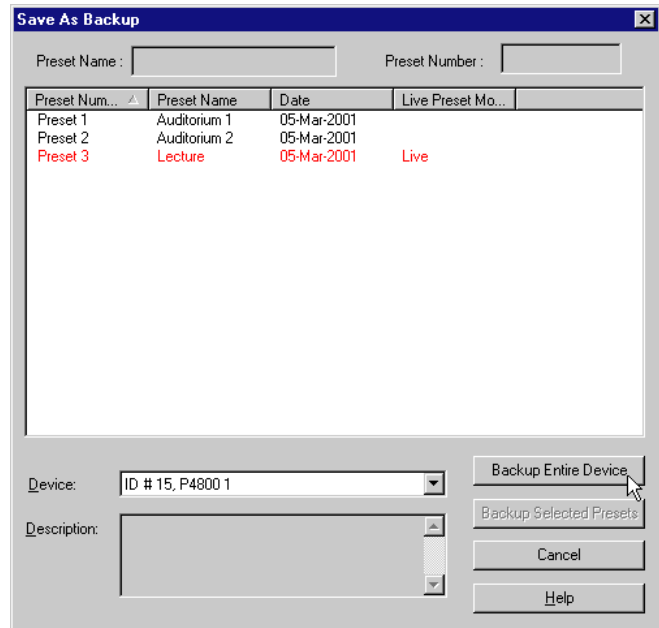 Save As Backup
Preset Name : Preset Number :
Preset Num... Preset Name Date Live Preset Mo...
Preset 1 Auditorium 1 05-Mar-2001
Preset 2 Auditorium 2 05-Mar-2001
Preset 3 Lecture 05-Mar-2001 Live
Device: ID # 15, P4800 1
Backup Entire Device
Description:
Backup Selected Presets
Cancel
Help